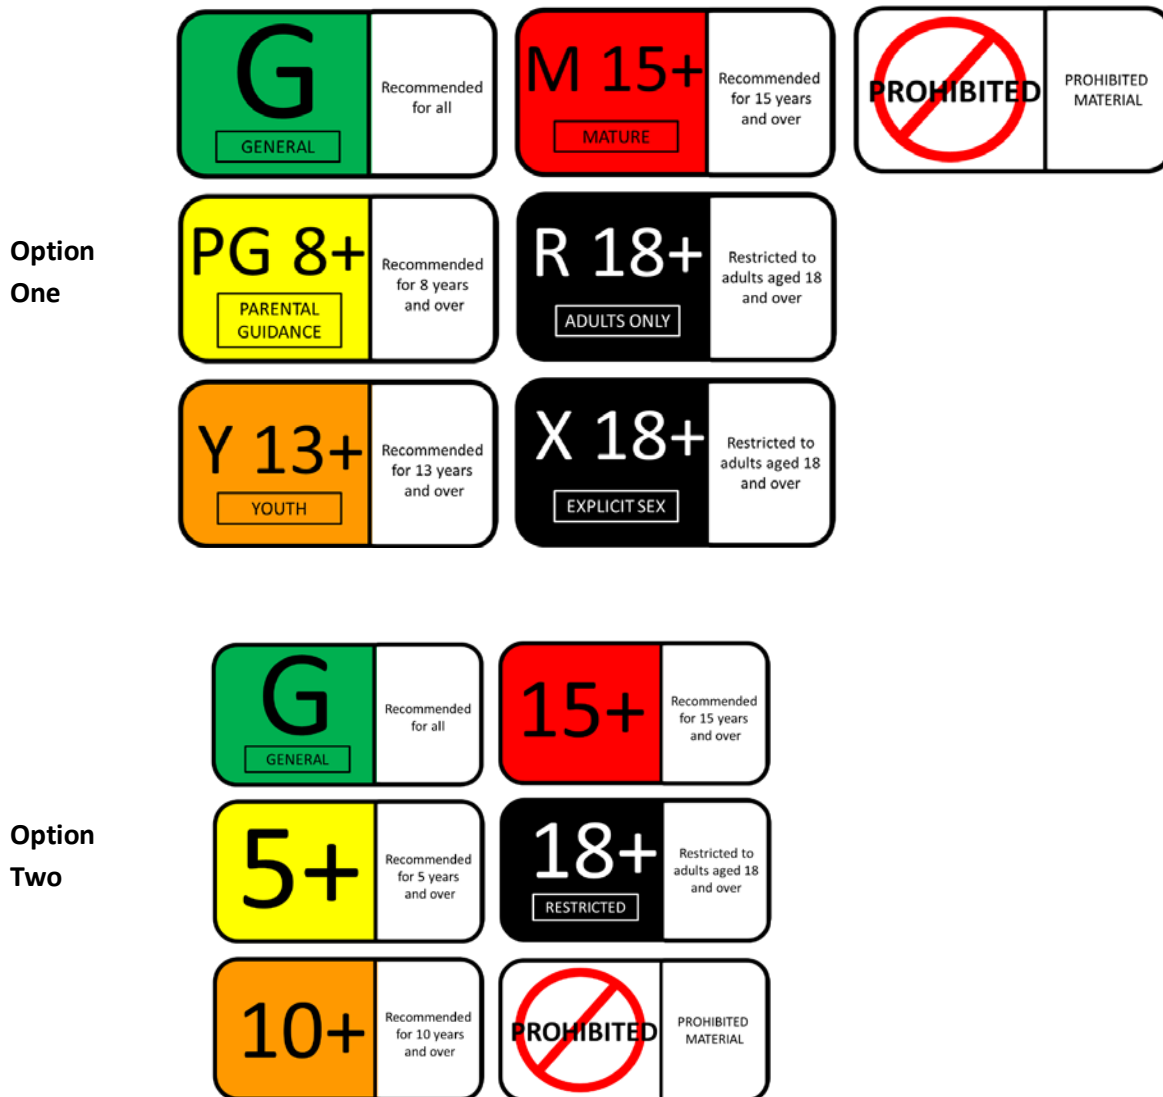 Option
One
G
GENERAL
Recommended
for all
PG 8+
PARENTAL
GUIDANCE
Recommended
for 8 years
and over
Y 13+
YOUTH
Recommended
for 13 years
and over
M 15+
MATURE
Recommended
for 15 years
and over
R 18+
ADULTS ONLY
Restricted to
adults aged 18
and over
X 18+
EXPLICIT SEX
Restricted to
adults aged 18
and over
PROHIBITED
PROHIBITED
MATERIAL
Option
Two
G
GENERAL
Recommended
for all
5+
Recommended
for 5 years
and over
10+
Recommended
for 10 years
and over
15+
Recommended
for 15 years
and over
18+
RESTRICTED
Restricted to
adults aged 18
and over
PROHIBITED
PROHIBITED
MATERIAL